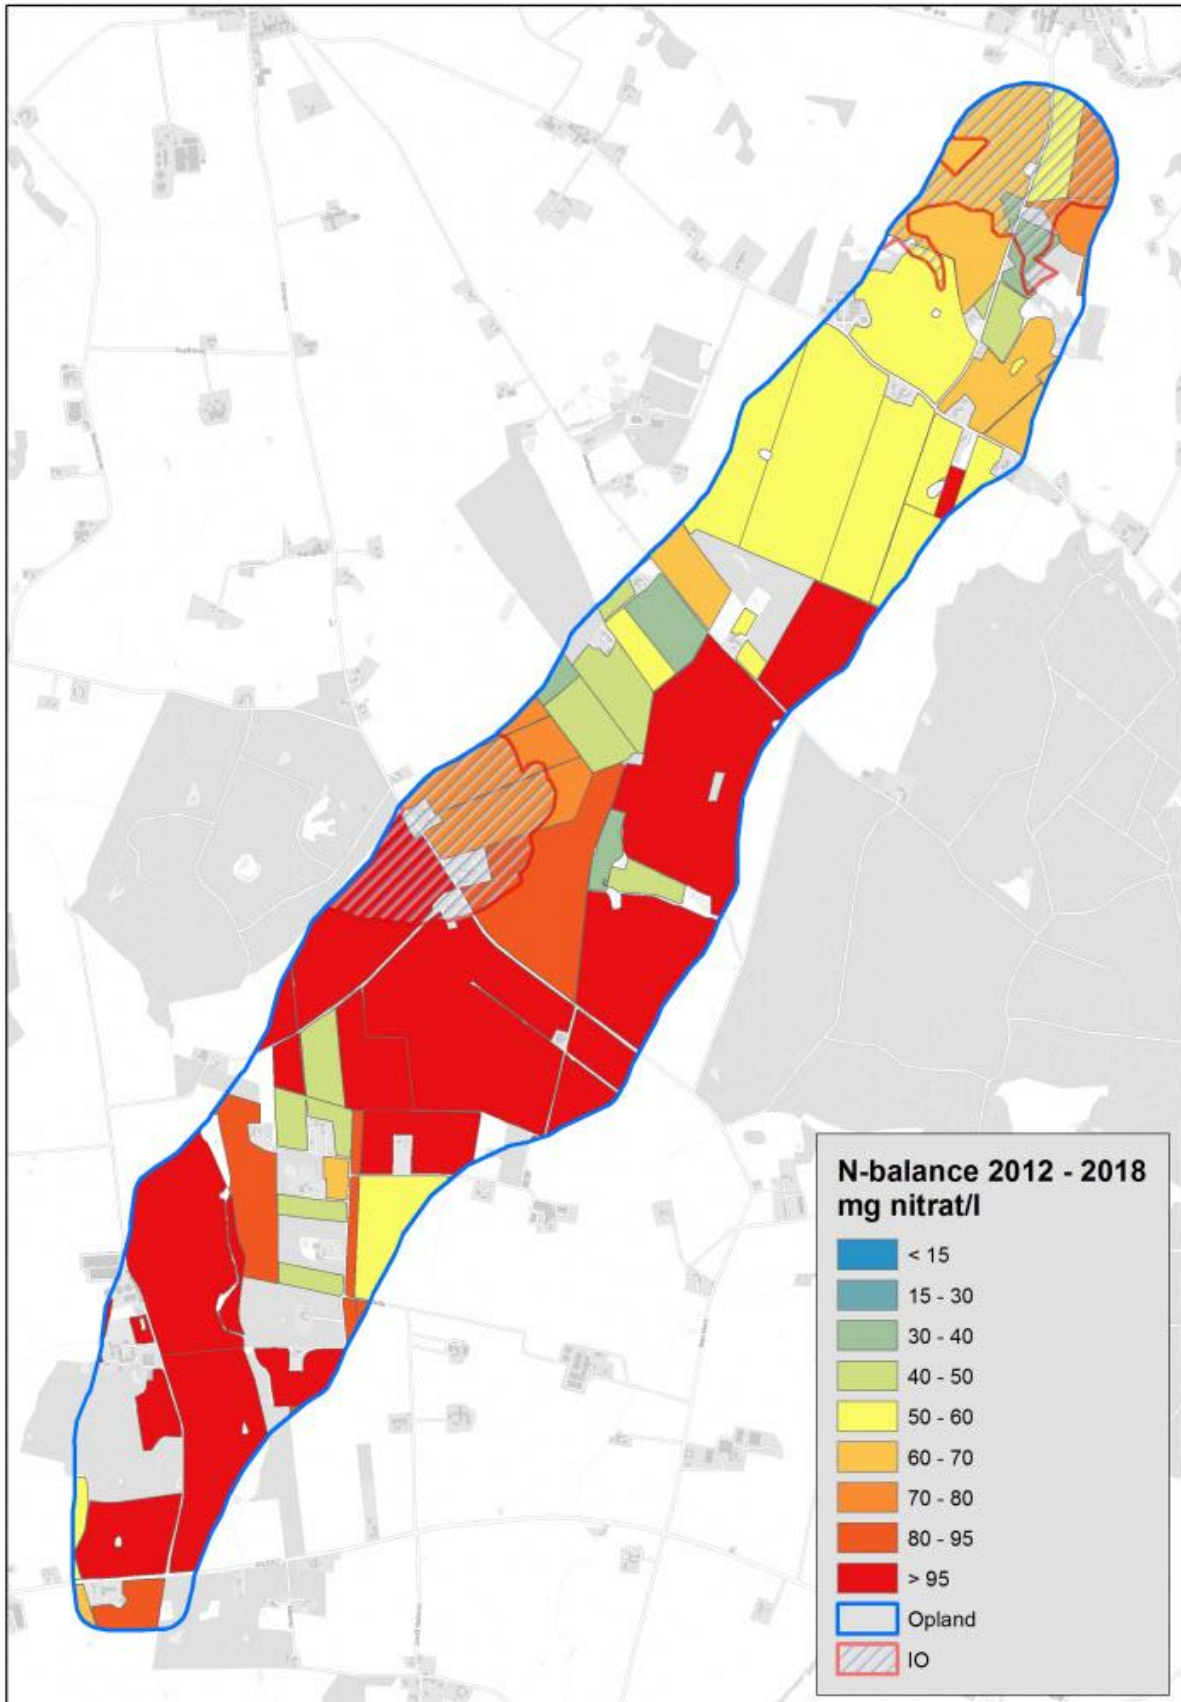 N-balance 2012 - 2018
mg nitrat/l
< 15
15 - 30
30 - 40
40 - 50
50 - 60
60 - 70
70 - 80
80 - 95
> 95
Opland
IO